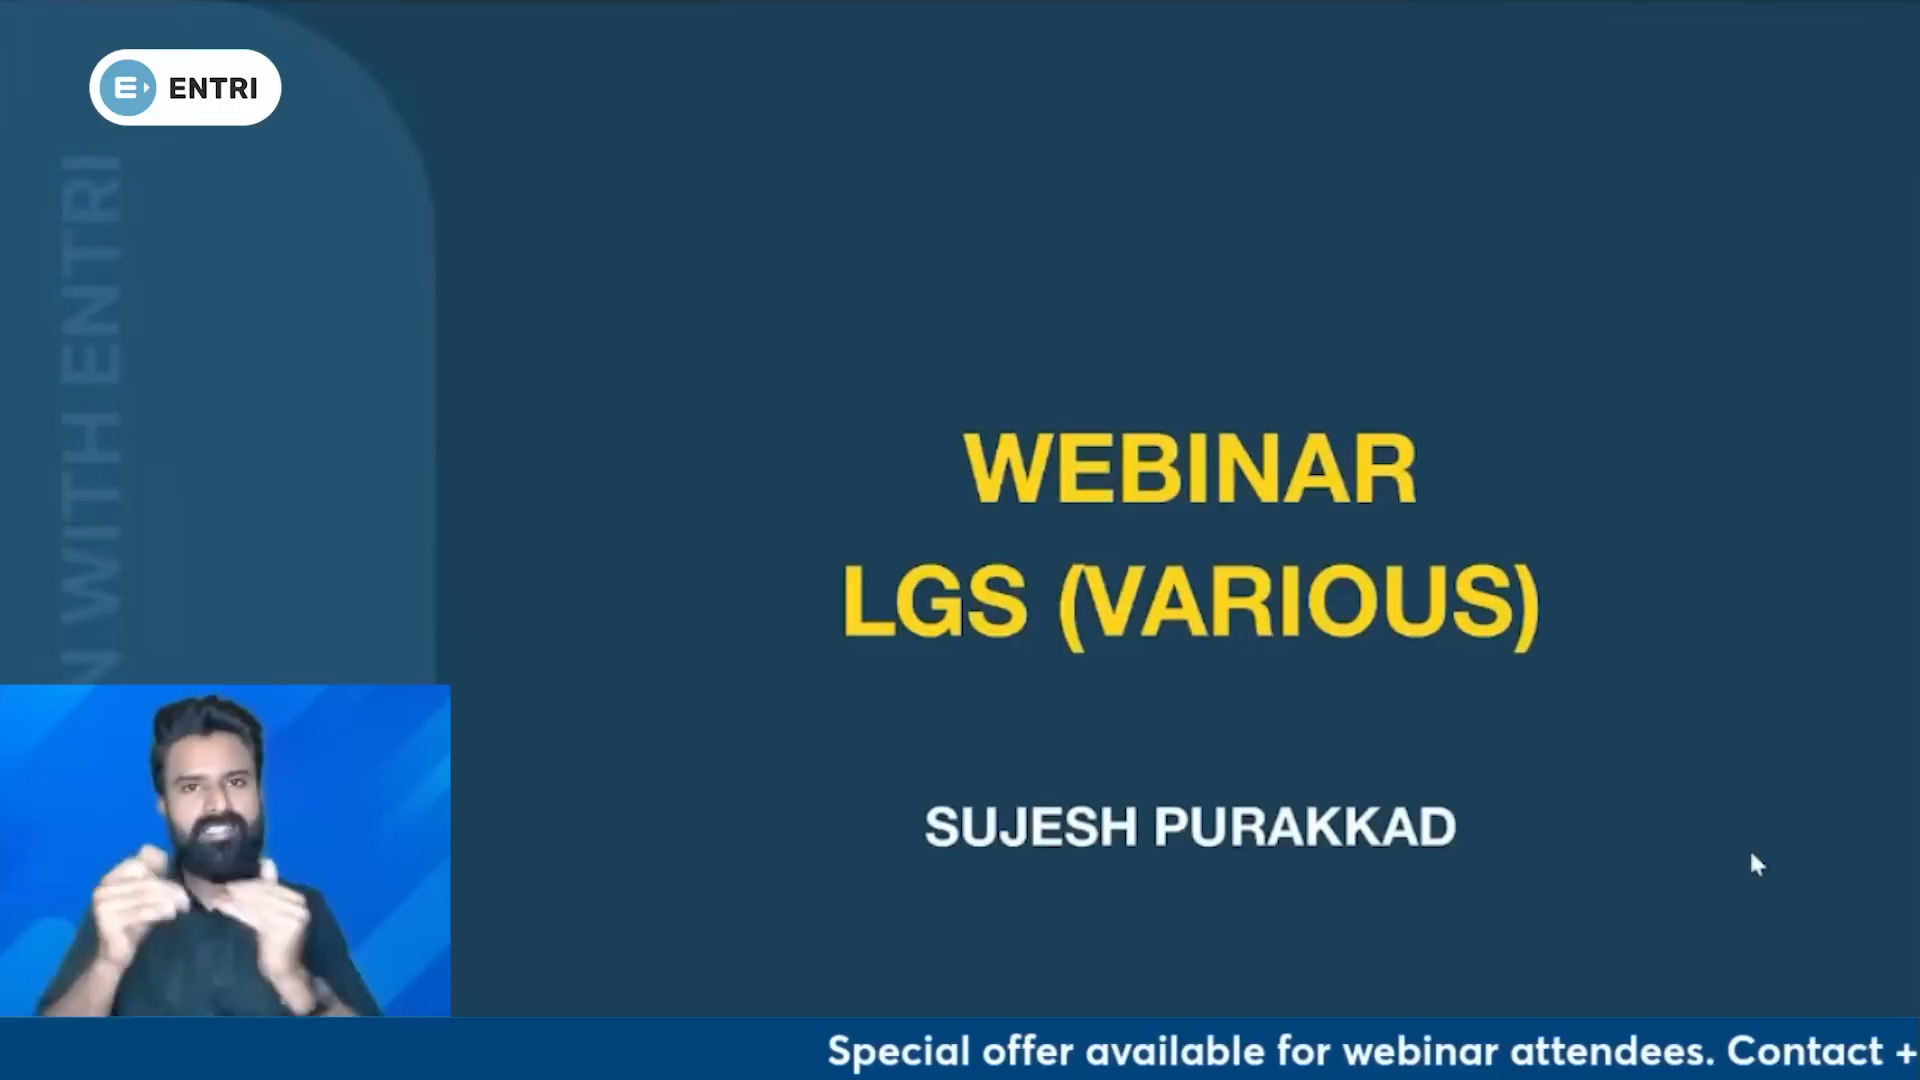 ENTRI
N WITH ENTRI
WEBINAR
LGS (VARIOUS)
SUJESH PURAKKAD
Special offer available for webinar attendees. Contact +